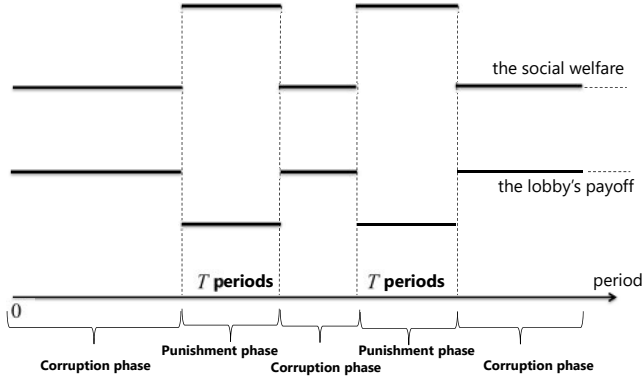 the social welfare
the lobby's payoff
T periods
T periods
period
0
Punishment phase
Punishment phase
Corruption phase
Corruption phase
Corruption phase